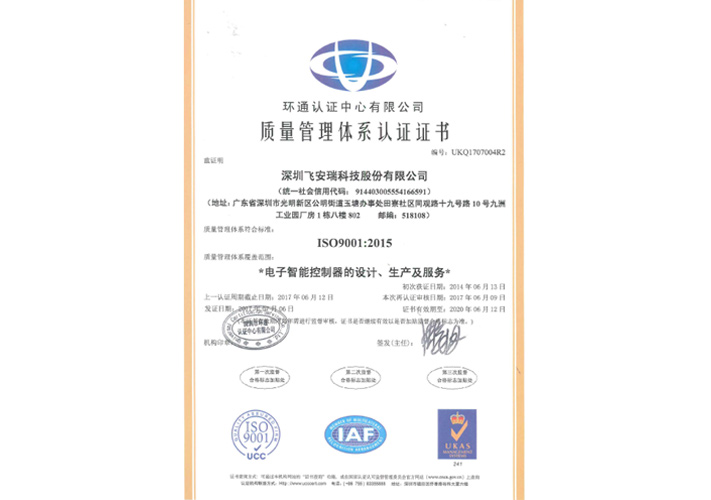 环通认证中心有限公司
质量管理体系认证证书
编号：UKQ1707004R2
兹证明
深圳飞安瑞科技股份有限公司
（统一社会信用代码： 914403005554166591）
（地址：广东省深圳市光明新区公明街道玉塘办事处田寮社区同观路十九号路 10 号九洲
工业园厂房 1 栋八楼 802 邮编：518108）
质量管理体系符合标准：
ISO9001:2015
质量管理体系覆盖范围：
*电子智能控制器的设计、生产及服务*
初次获证日期：2014 年 06 月 13 日
上一认证周期截止日期：2017 年 06 月 12 日 本次再认证审核日期：2017 年 06 月 09 日
发证日期： 06 日 证书有效期至：2020 年 06 月 12 日
认证中心有限公司
机构印章 签发(主任)：
第一次监督 第二次监督 第三次监督
合格标志加贴处 合格标志加贴处 合格标志加贴处
ISO
9001
UCC
IAF
UKAS
MANAGEMENT
SYSTEMS
241